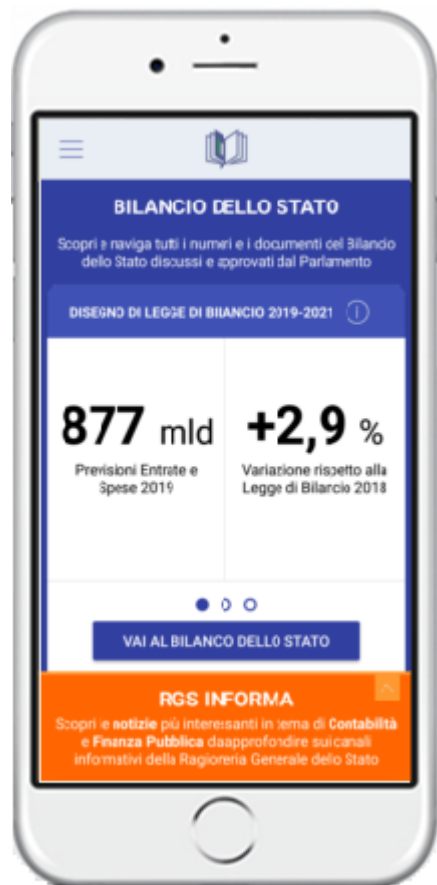 BILANCIO DELLO STATO
Scopri e naviga tutti i numeri e i documenti del Bilancio
dello Stato discussi e approvati dal Parlamento
DISEGNO DI LEGGE DI BILANCIO 2019-2021
877 mld
Previsioni Entrate e
Spese 2019
+2,9 %
Variazione rispetto alla
Legge di Bilancio 2018
VAI AL BILANCO DELLO STATO
RGS INFORMA
Scopri e notizie più interessanti in tema di Contabilità
e Finanza Pubblica da approfondire sui canali
informativi della Ragioneria Generale dello Stato